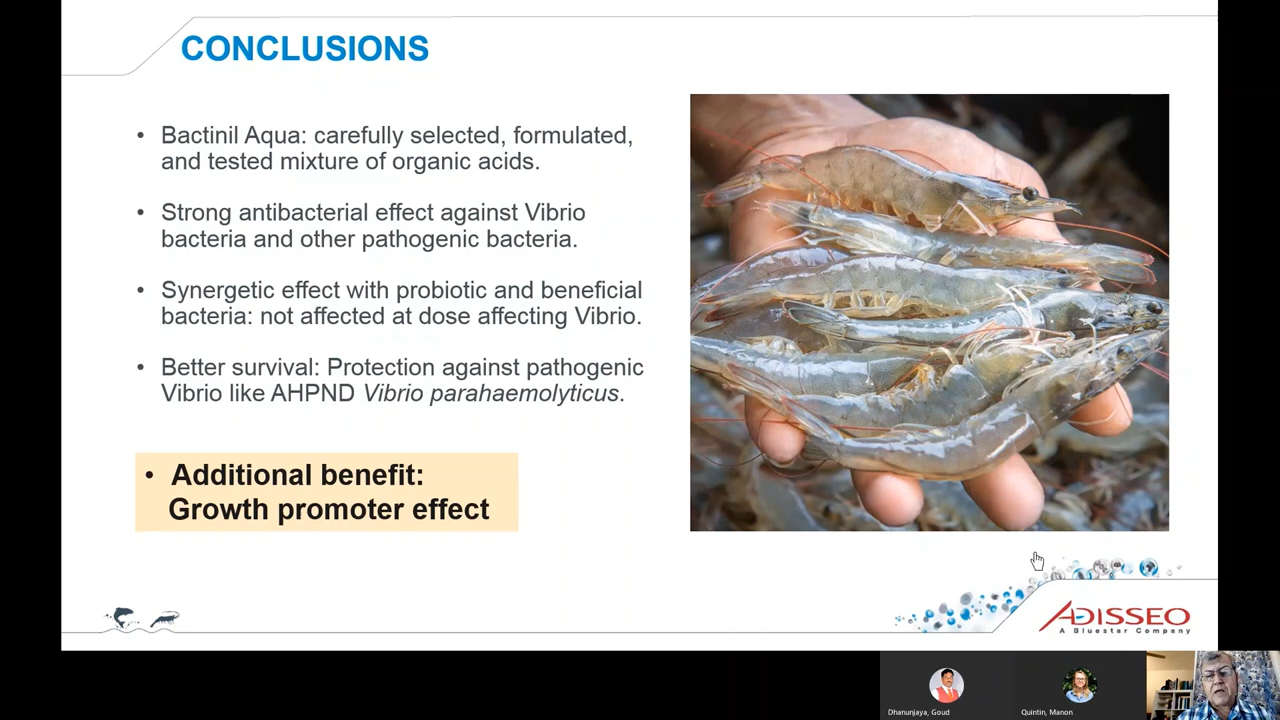 CONCLUSIONS
• Bactinil Aqua: carefully selected, formulated,
and tested mixture of organic acids.
• Strong antibacterial effect against Vibrio
bacteria and other pathogenic bacteria.
• Synergetic effect with probiotic and beneficial
bacteria: not affected at dose affecting Vibrio.
• Better survival: Protection against pathogenic
Vibrio like AHPND Vibrio parahaemolyticus.
• Additional benefit:
Growth promoter effect
ADISSEO
A Bluestar Company
Dhanunjaya, Goud
Quintin, Manon